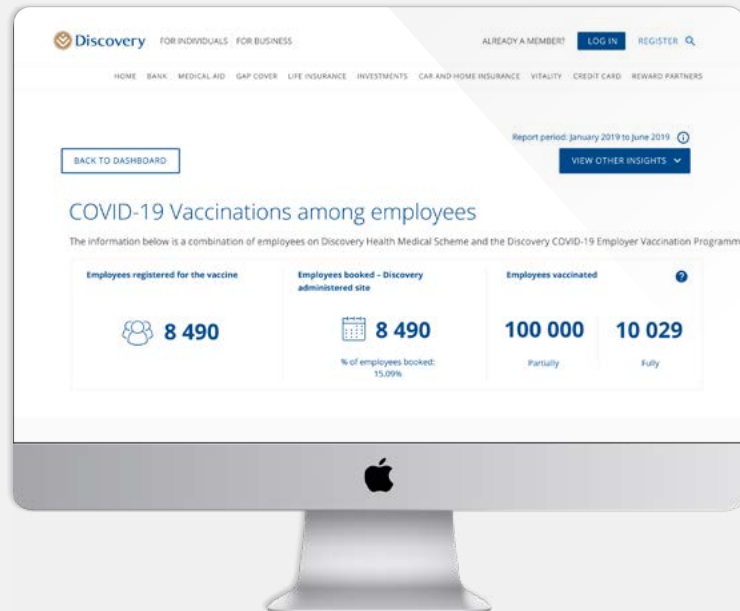 Discovery FOR INDIVIDUALS FOR BUSINESS ALREADY A MEMBER? LOG IN REGISTER
HOME BANK MEDICAL AID GAP COVER LIFE INSURANCE INVESTMENTS CAR AND HOME INSURANCE VITALITY CREDIT CARD REWARD PARTNERS
Report period: January 2019 to June 2019
BACK TO DASHBOARD VIEW OTHER INSIGHTS
COVID-19 Vaccinations among employees
The information below is a combination of employees on Discovery Health Medical Scheme and the Discovery COVID-19 Employer Vaccination Programm
Employees registered for the vaccine
8 490
Employees booked – Discovery
administered site
8 490
% of employees booked:
15.09%
Employees vaccinated ?
100 000 10 029
Partially Fully